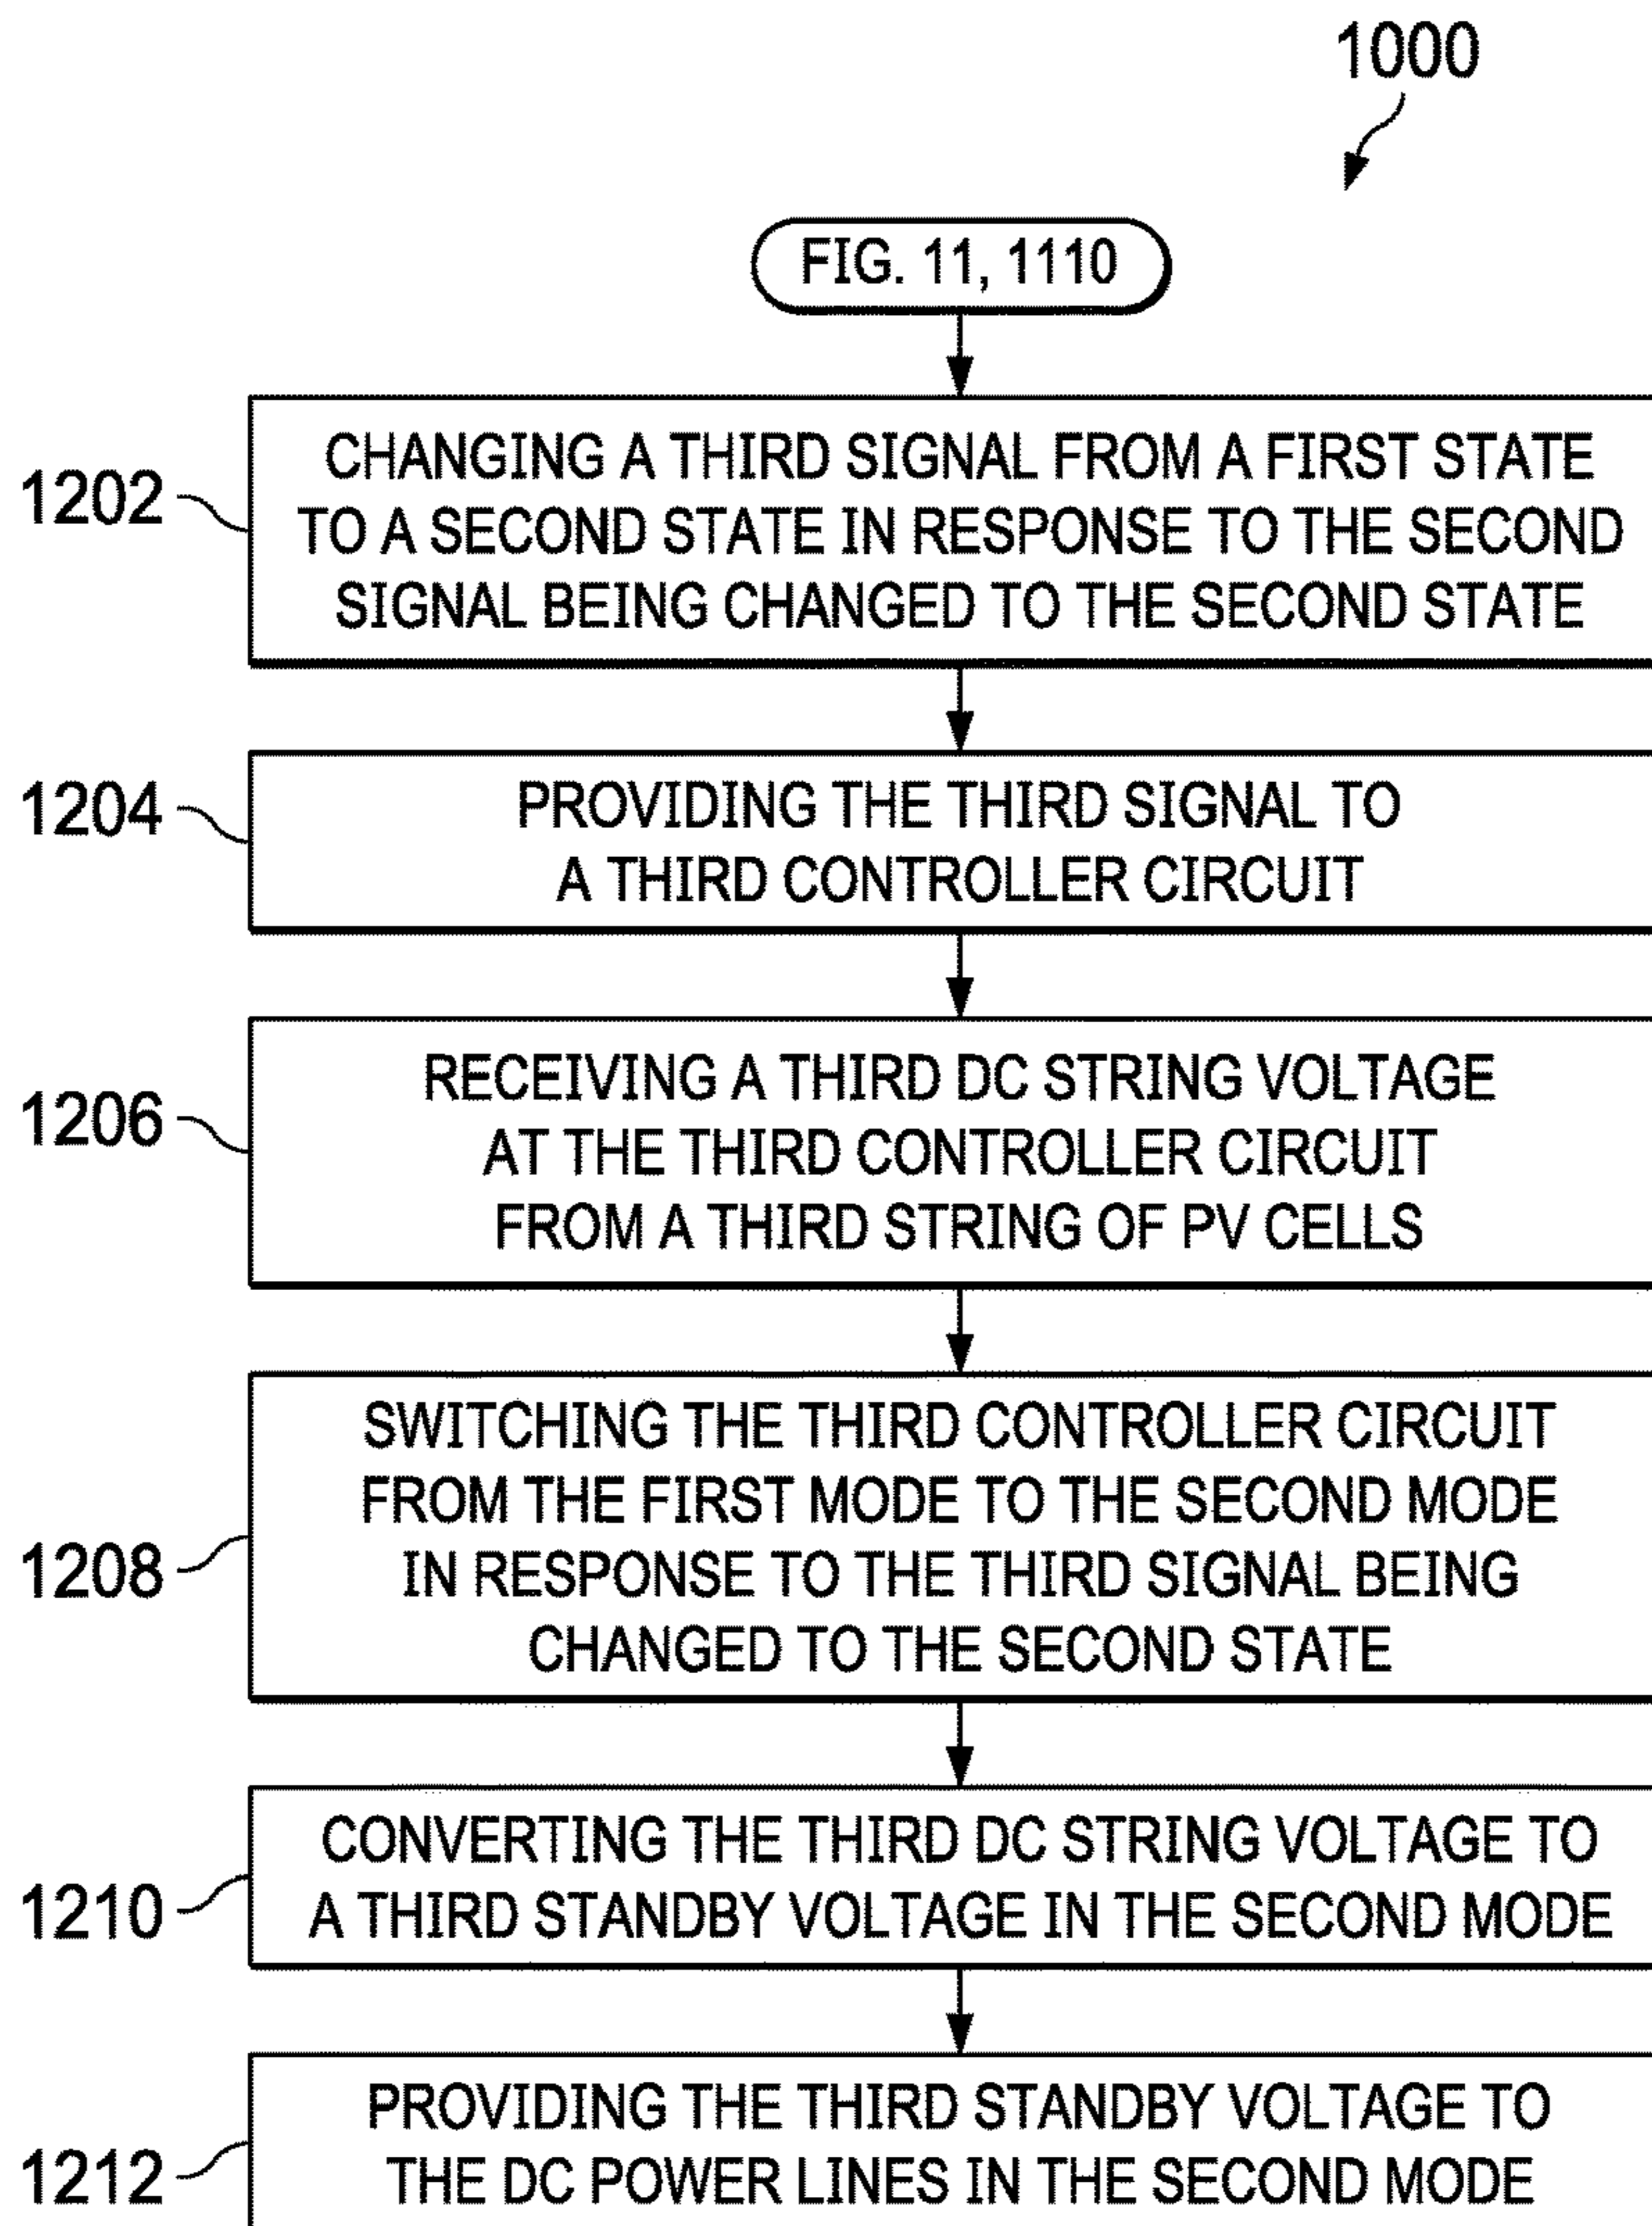 1000
FIG. 11, 1110
1202
CHANGING A THIRD SIGNAL FROM A FIRST STATE
TO A SECOND STATE IN RESPONSE TO THE SECOND
SIGNAL BEING CHANGED TO THE SECOND STATE
1204
PROVIDING THE THIRD SIGNAL TO
A THIRD CONTROLLER CIRCUIT
1206
RECEIVING A THIRD DC STRING VOLTAGE
AT THE THIRD CONTROLLER CIRCUIT
FROM A THIRD STRING OF PV CELLS
1208
SWITCHING THE THIRD CONTROLLER CIRCUIT
FROM THE FIRST MODE TO THE SECOND MODE
IN RESPONSE TO THE THIRD SIGNAL BEING
CHANGED TO THE SECOND STATE
1210
CONVERTING THE THIRD DC STRING VOLTAGE TO
A THIRD STANDBY VOLTAGE IN THE SECOND MODE
1212
PROVIDING THE THIRD STANDBY VOLTAGE TO
THE DC POWER LINES IN THE SECOND MODE